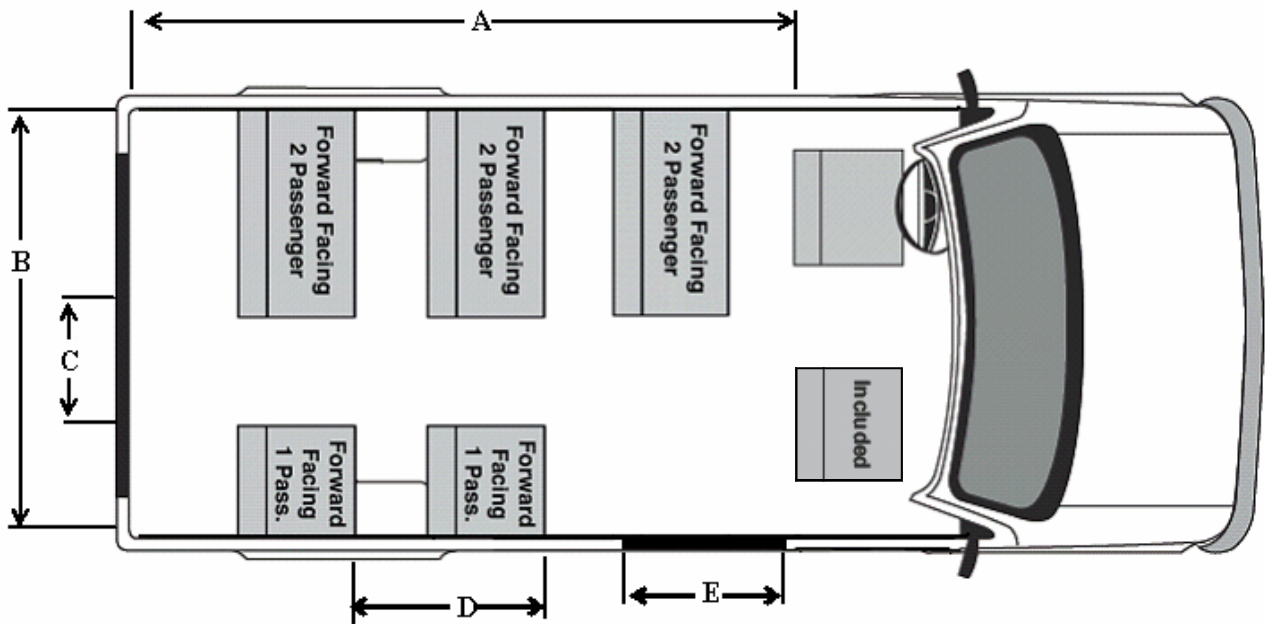 A
B
C
D
E
Forward Facing
2 Passenger
Forward Facing
2 Passenger
Forward Facing
2 Passenger
Included
Forward
Facing
1 Pass.
Forward
Facing
1 Pass.